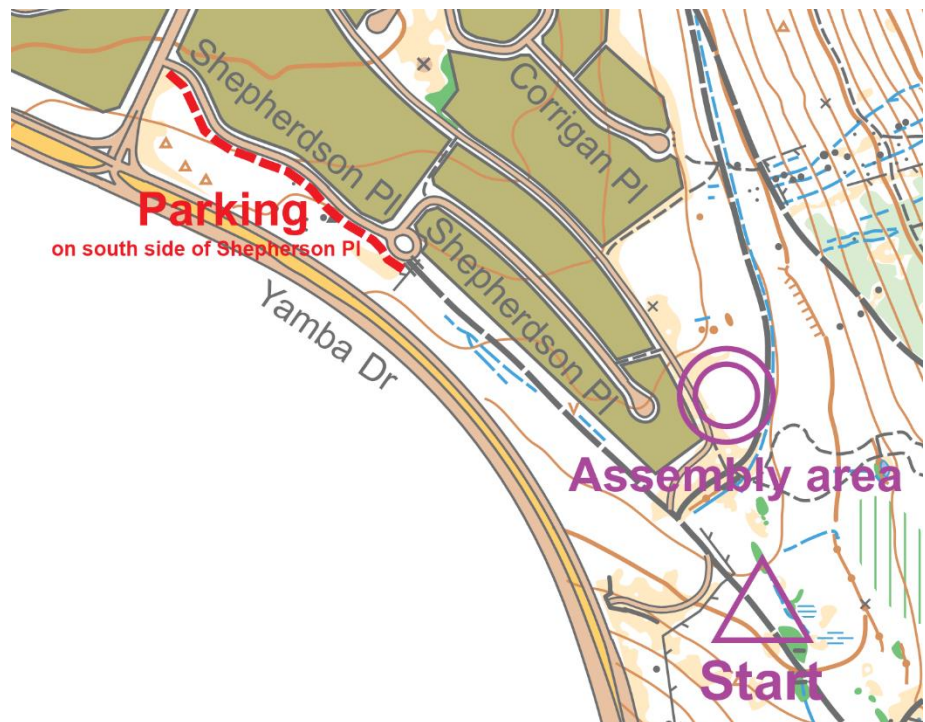 Shepherdson Pl
Corrigan Pl
Parking
on south side of Shepherson Pl
Shepherdson Pl
Yamba Dr
Assembly area
Start